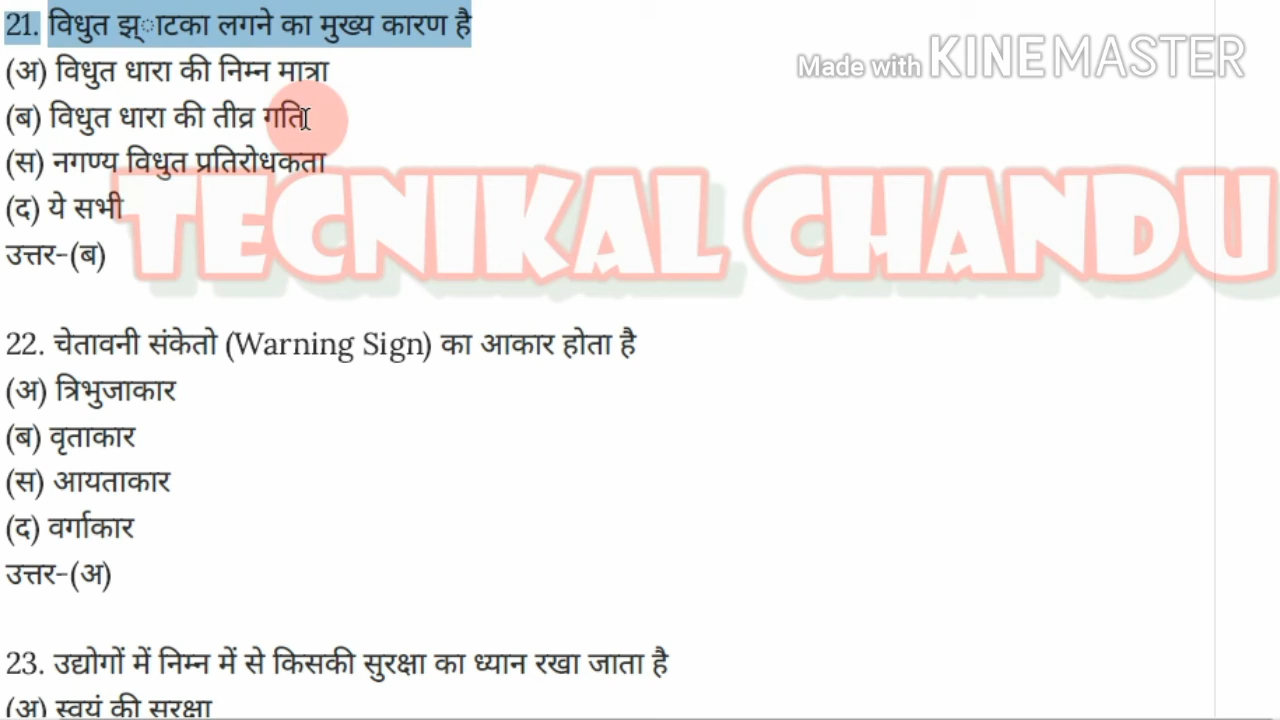 21. विधुत झ्ाटका लगने का मुख्य कारण है
Made with KINEMASTER
(अ) विधुत धारा की निम्न मात्रा
(ब) विधुत धारा की तीव्र गति
(स) नगण्य विधुत प्रतिरोधकता
(द) ये सभी
TECNIKAL CHANDU
उत्तर-(ब)
22. चेतावनी संकेतो (Warning Sign) का आकार होता है
(अ) त्रिभुजाकार
(ब) वृताकार
(स) आयताकार
(द) वर्गाकार
उत्तर-(अ)
23. उद्योगों में निम्न में से किसकी सुरक्षा का ध्यान रखा जाता है
(अ) स्वयं की सुरक्षा